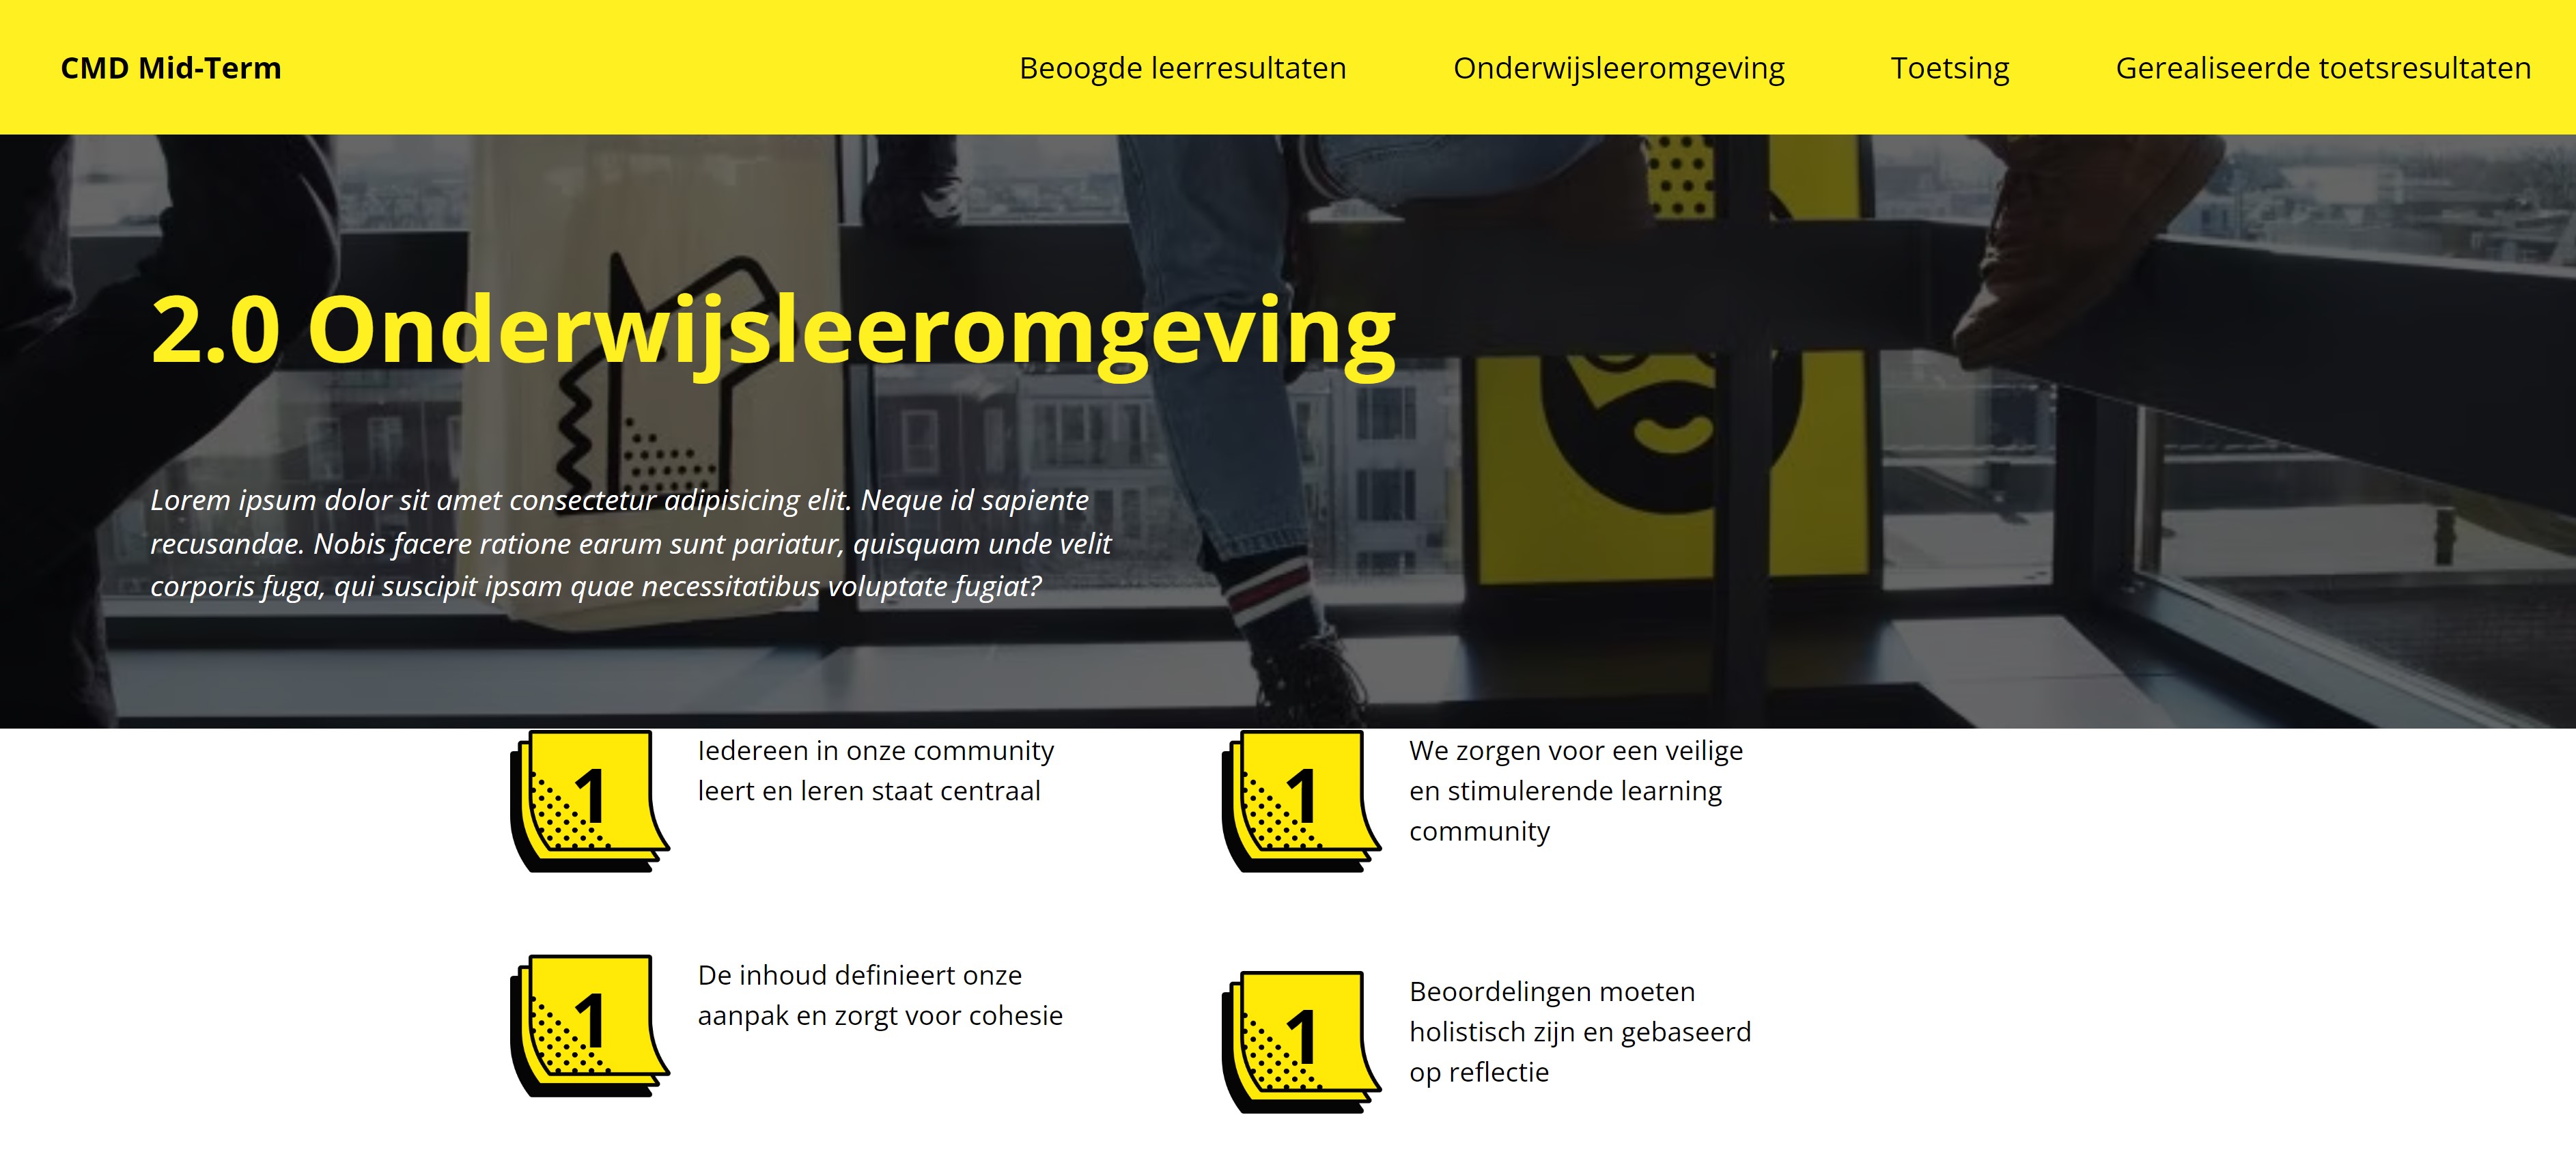 CMD Mid-Term
Beoogde leerresultaten
Onderwijsleeromgeving
Toetsing
Gerealiseerde toetsresultaten
2.0 Onderwijsleeromgeving
Lorem ipsum dolor sit amet consectetur adipisicing elit. Neque id sapiente
recusandae. Nobis facere ratione earum sunt pariatur, quisquam unde velit
corporis fuga, qui suscipit ipsam quae necessitatibus voluptate fugiat?
1
Iedereen in onze community
leert en leren staat centraal
1
We zorgen voor een veilige
en stimulerende learning
community
1
De inhoud definieert onze
aanpak en zorgt voor cohesie
1
Beoordelingen moeten
holistisch zijn en gebaseerd
op reflectie